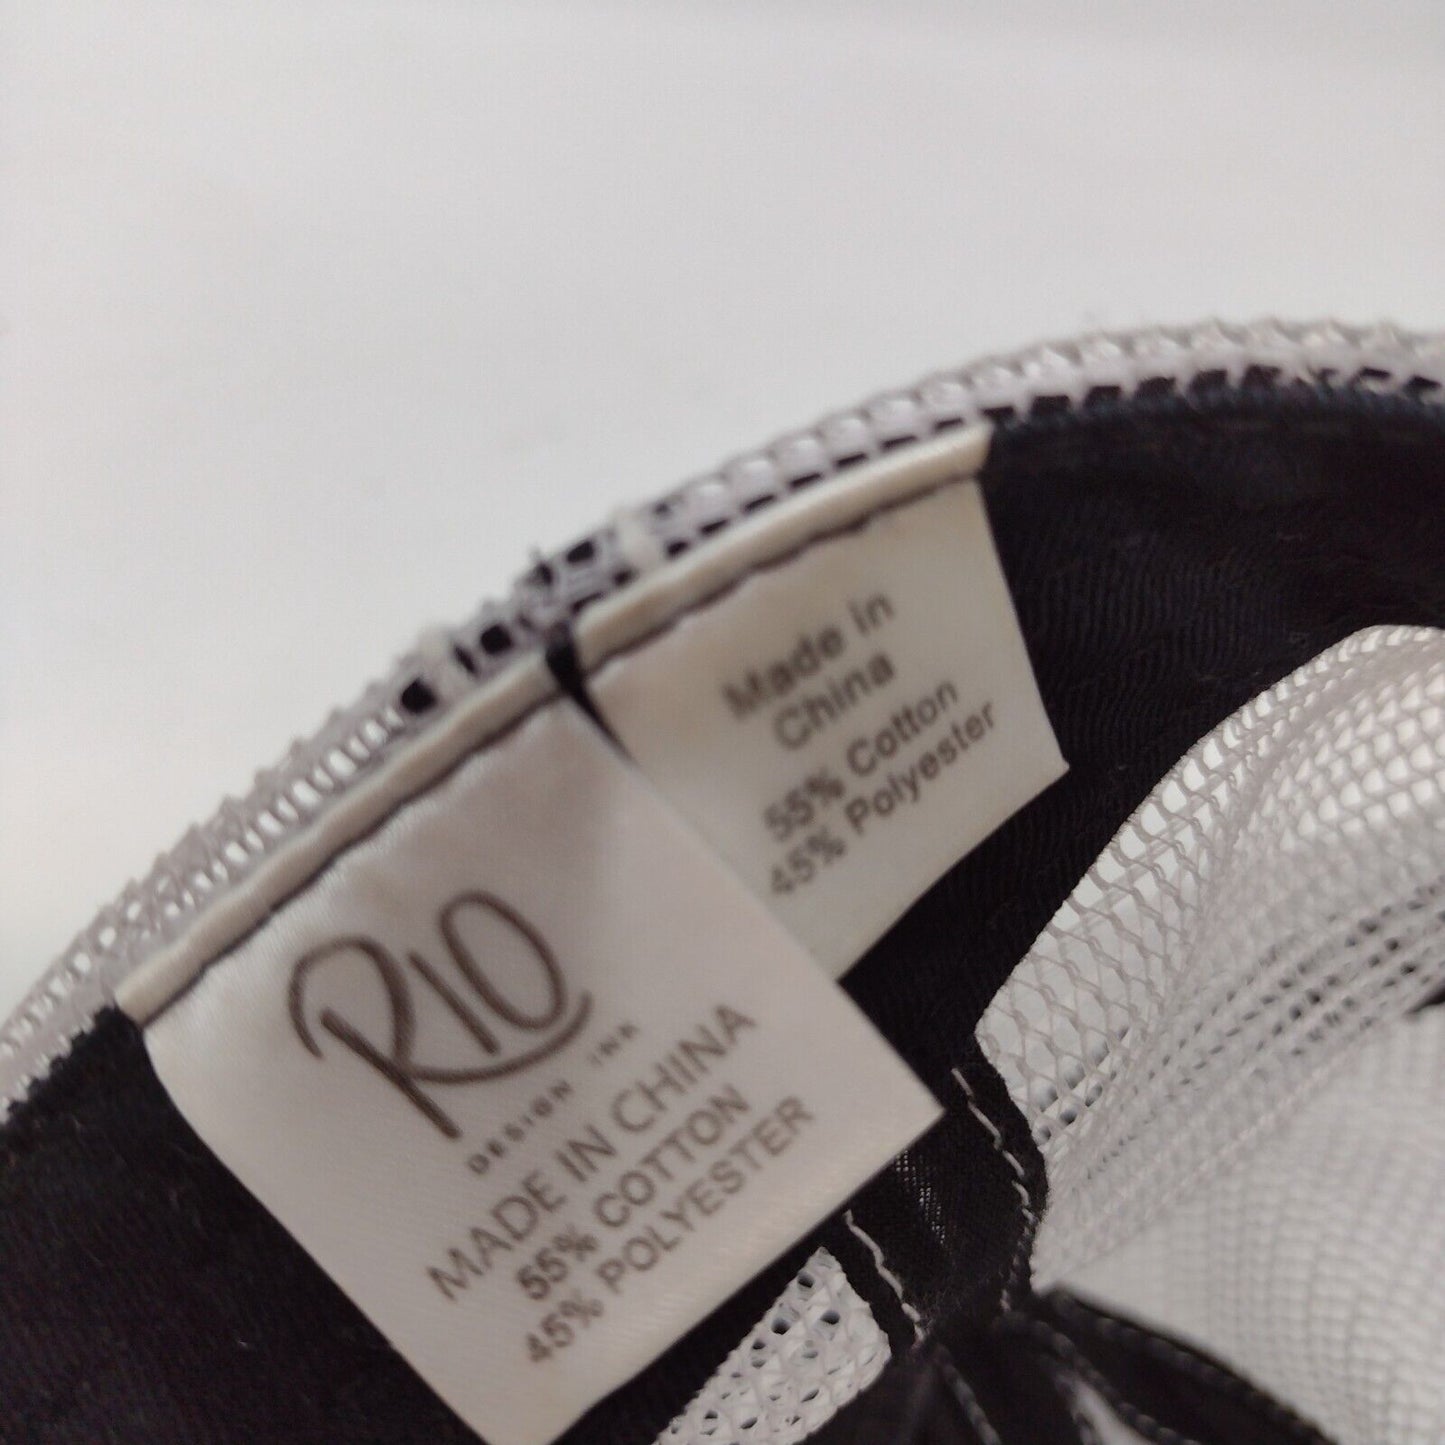 Made in
China
55% Cotton
45% Polyester
RIO
DESIGN INK
MADE IN CHINA
55% COTTON
45% POLYESTER